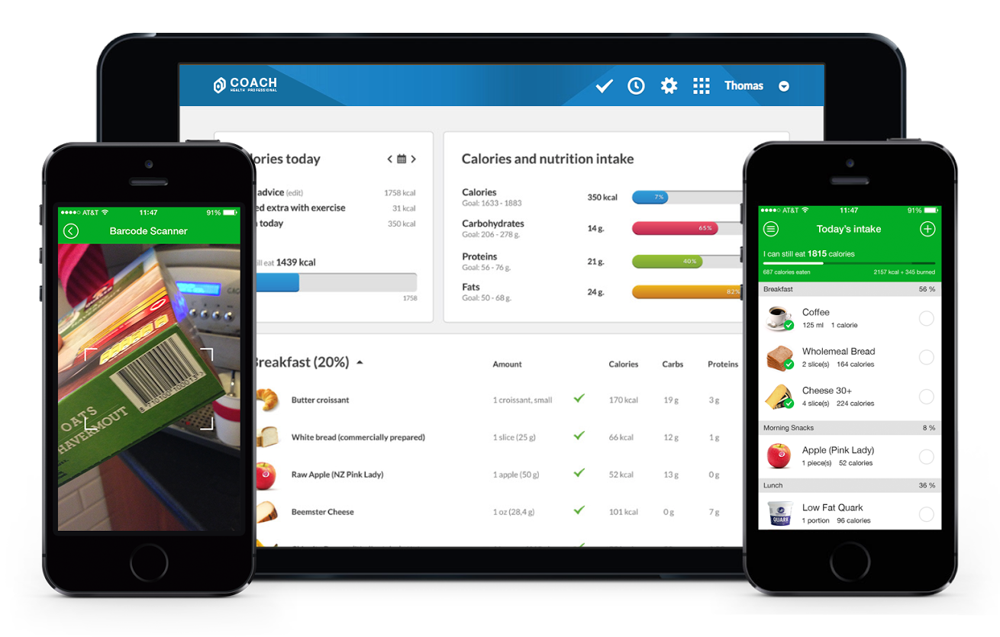 COACH
HEALTH PROFESSIONAL
Thomas
ories today
advice (edit)
1758 kcal
ed extra with exercise
31 kcal
today
350 kcal
ill eat 1439 kcal
1758
Calories and nutrition intake
Calories
Goal: 1633 - 1883
350 kcal
7%
Carbohydrates
Goal: 206 - 278 g.
14 g.
65%
Proteins
Goal: 56 - 76 g.
21 g.
40%
Fats
Goal: 50 - 68 g.
24 g.
82%
reakfast (20%)
Amount
Calories
Carbs
Proteins
Butter croissant
1 croissant, small
170 kcal
19 g
3 g
White bread (commercially prepared)
1 slice (25 g)
66 kcal
12 g
1 g
Raw Apple (NZ Pink Lady)
1 apple (50 g)
52 kcal
13 g
0 g
Beemster Cheese
1 oz (28,4 g)
101 kcal
0 g
7 g
AT&T
11:47
91%
Barcode Scanner
OATS
HAVERMOUT
AT&T
11:47
91%
Today's intake
I can still eat 1815 calories
687 calories eaten
2157 kcal + 345 burned
Breakfast
56 %
Coffee
125 ml 1 calorie
Wholemeal Bread
2 slice(s) 164 calories
Cheese 30+
4 slice(s) 224 calories
Morning Snacks
8 %
Apple (Pink Lady)
1 piece(s) 52 calories
Lunch
36 %
Low Fat Quark
1 portion 96 calories
QUARK